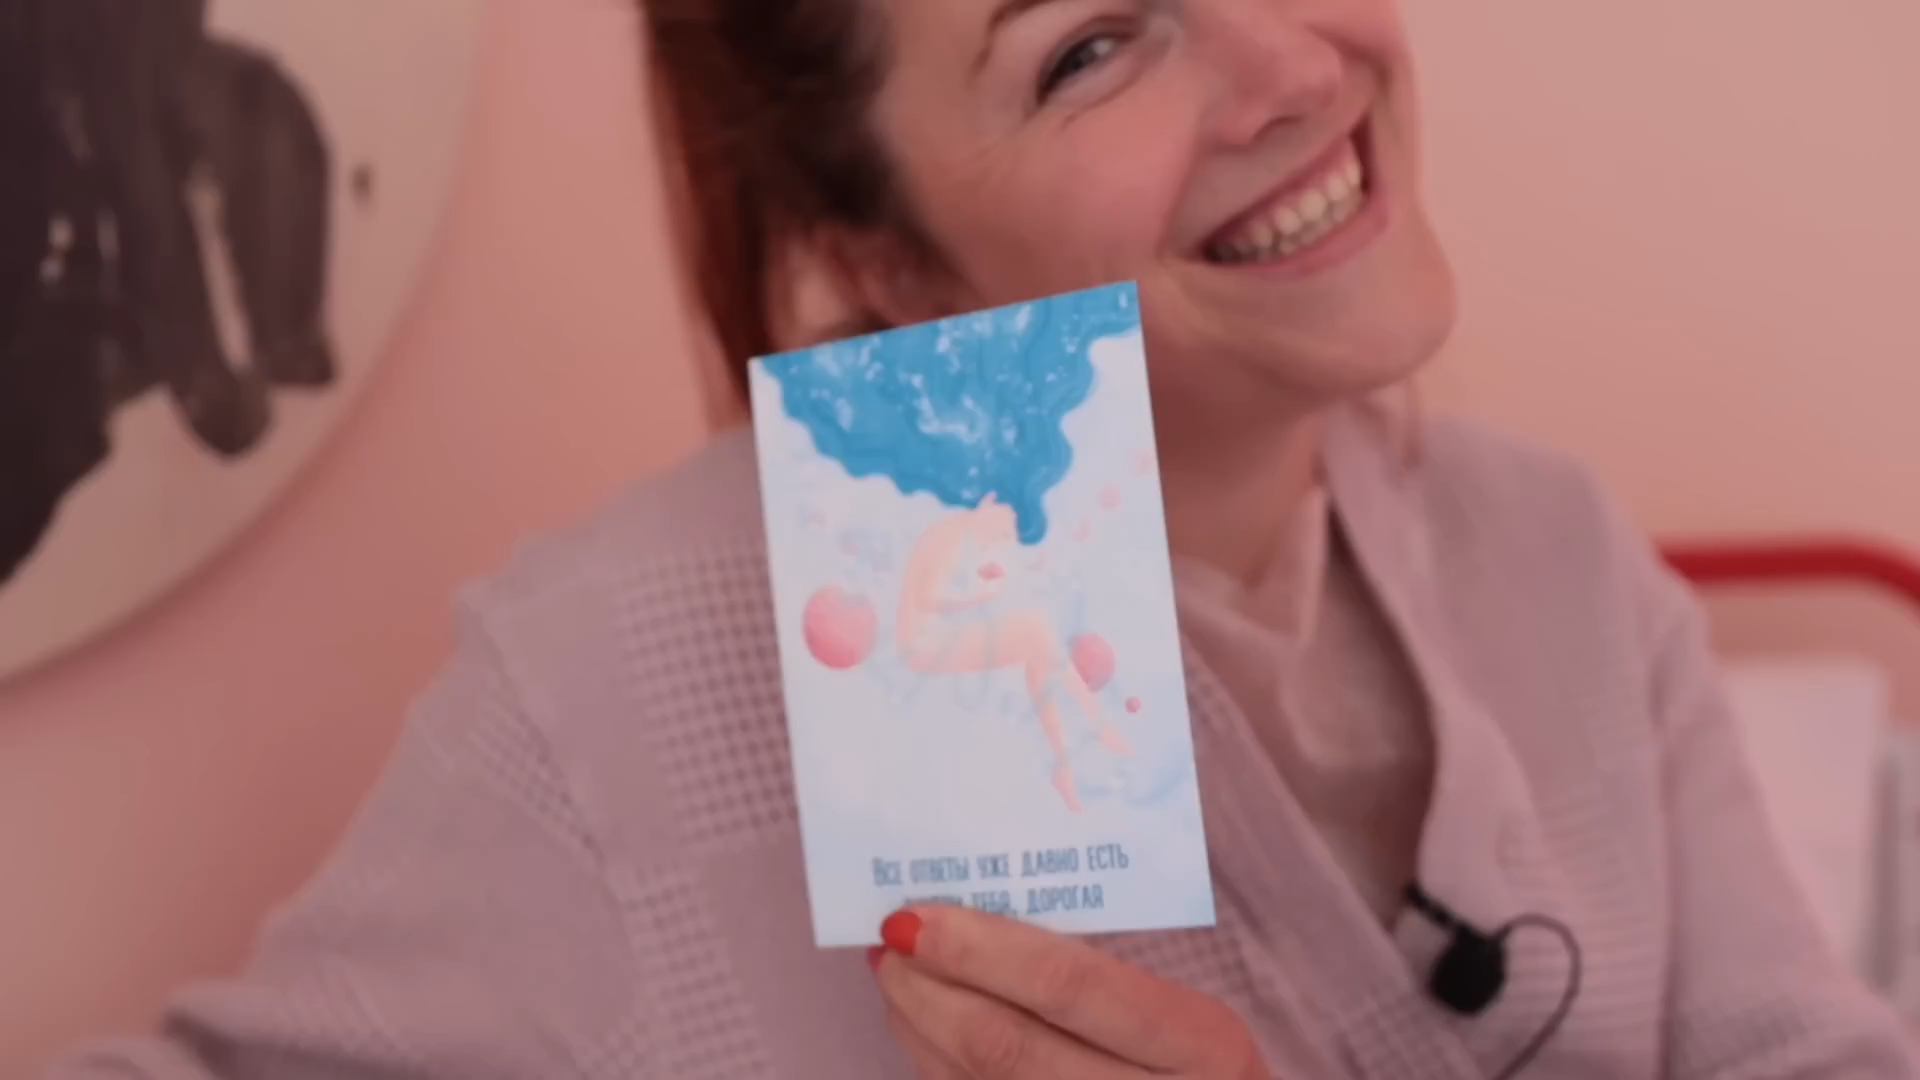 Все ответы уже давно есть
тебя, дорогая